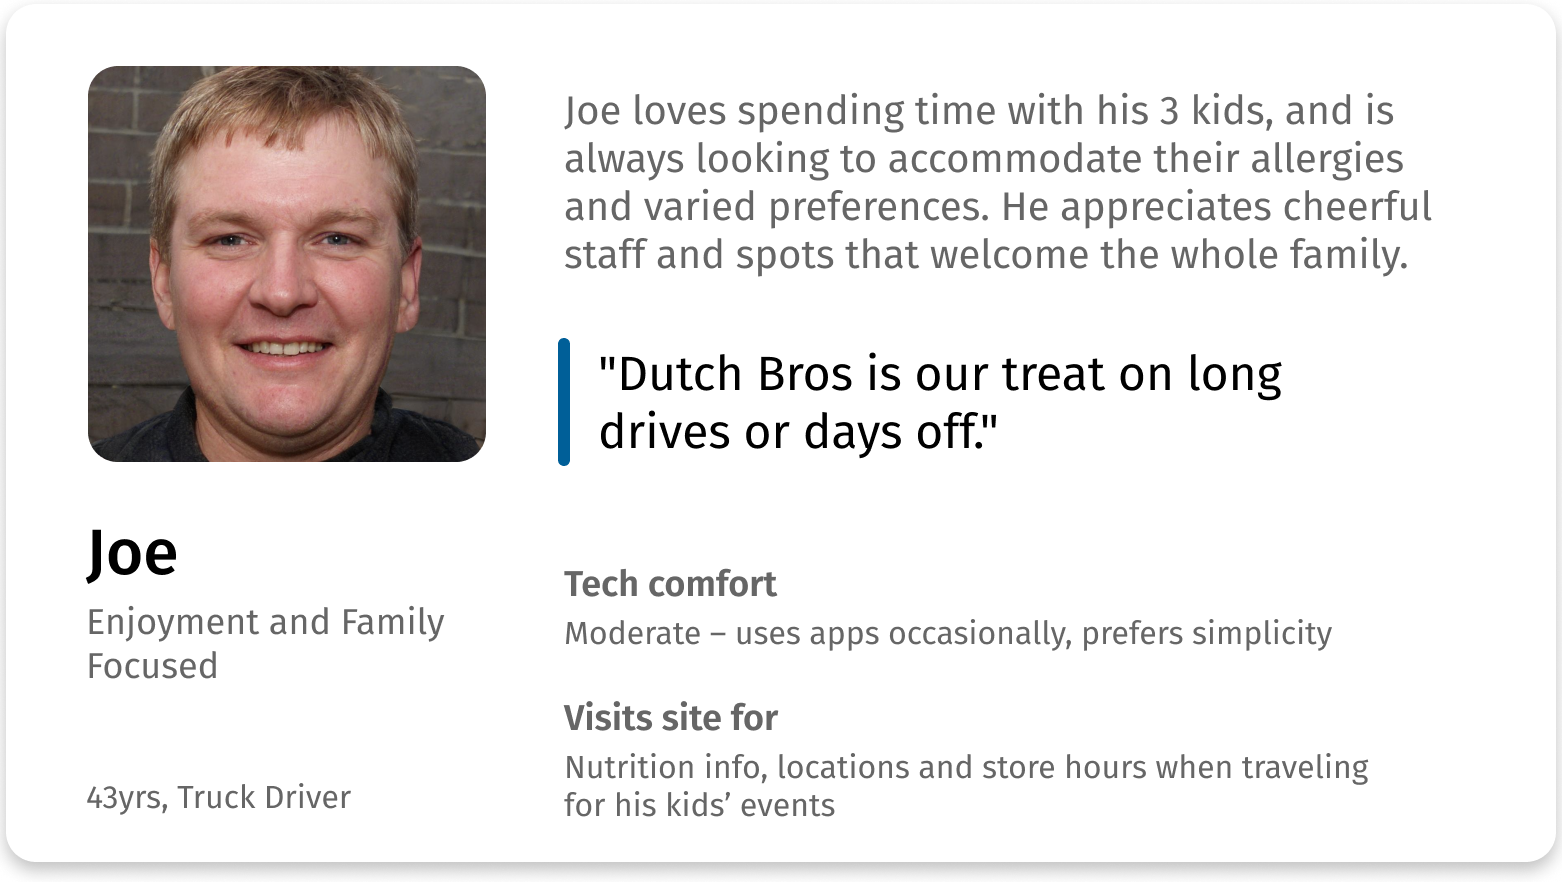 Joe loves spending time with his 3 kids, and is
always looking to accommodate their allergies
and varied preferences. He appreciates cheerful
staff and spots that welcome the whole family.
"Dutch Bros is our treat on long
drives or days off."
Joe
Enjoyment and Family
Focused
43yrs, Truck Driver
Tech comfort
Moderate – uses apps occasionally, prefers simplicity
Visits site for
Nutrition info, locations and store hours when traveling
for his kids’ events